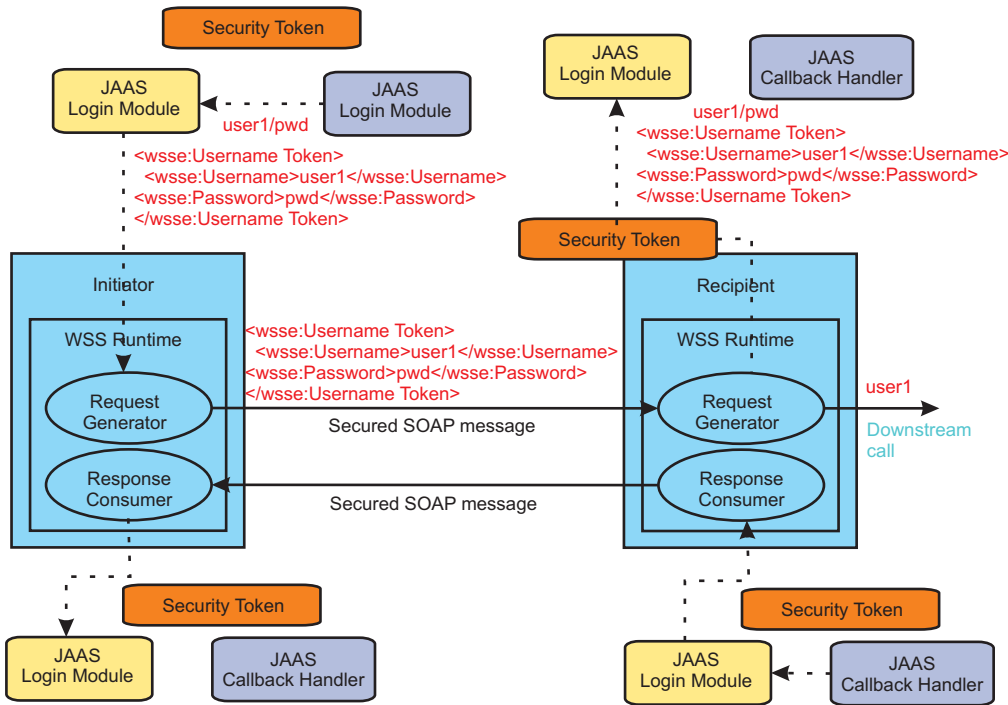 Security Token
JAAS
Login Module
JAAS
Login Module
user1/pwd
<wsse:Username Token>
<wsse:Username>user1</wsse:Username>
<wsse:Password>pwd</wsse:Password>
</wsse:Username Token>
JAAS
Login Module
JAAS
Callback Handler
user1/pwd
<wsse:Username Token>
<wsse:Username>user1</wsse:Username>
<wsse:Password>pwd</wsse:Password>
</wsse:Username Token>
Security Token
Initiator
WSS Runtime
Request
Generator
Response
Consumer
<wsse:Username Token>
<wsse:Username>user1</wsse:Username>
<wsse:Password>pwd</wsse:Password>
</wsse:Username Token>
Secured SOAP message
Secured SOAP message
Recipient
WSS Runtime
Request
Generator
Response
Consumer
user1
Downstream
call
Security Token
JAAS
Login Module
JAAS
Callback Handler
Security Token
JAAS
Login Module
JAAS
Callback Handler